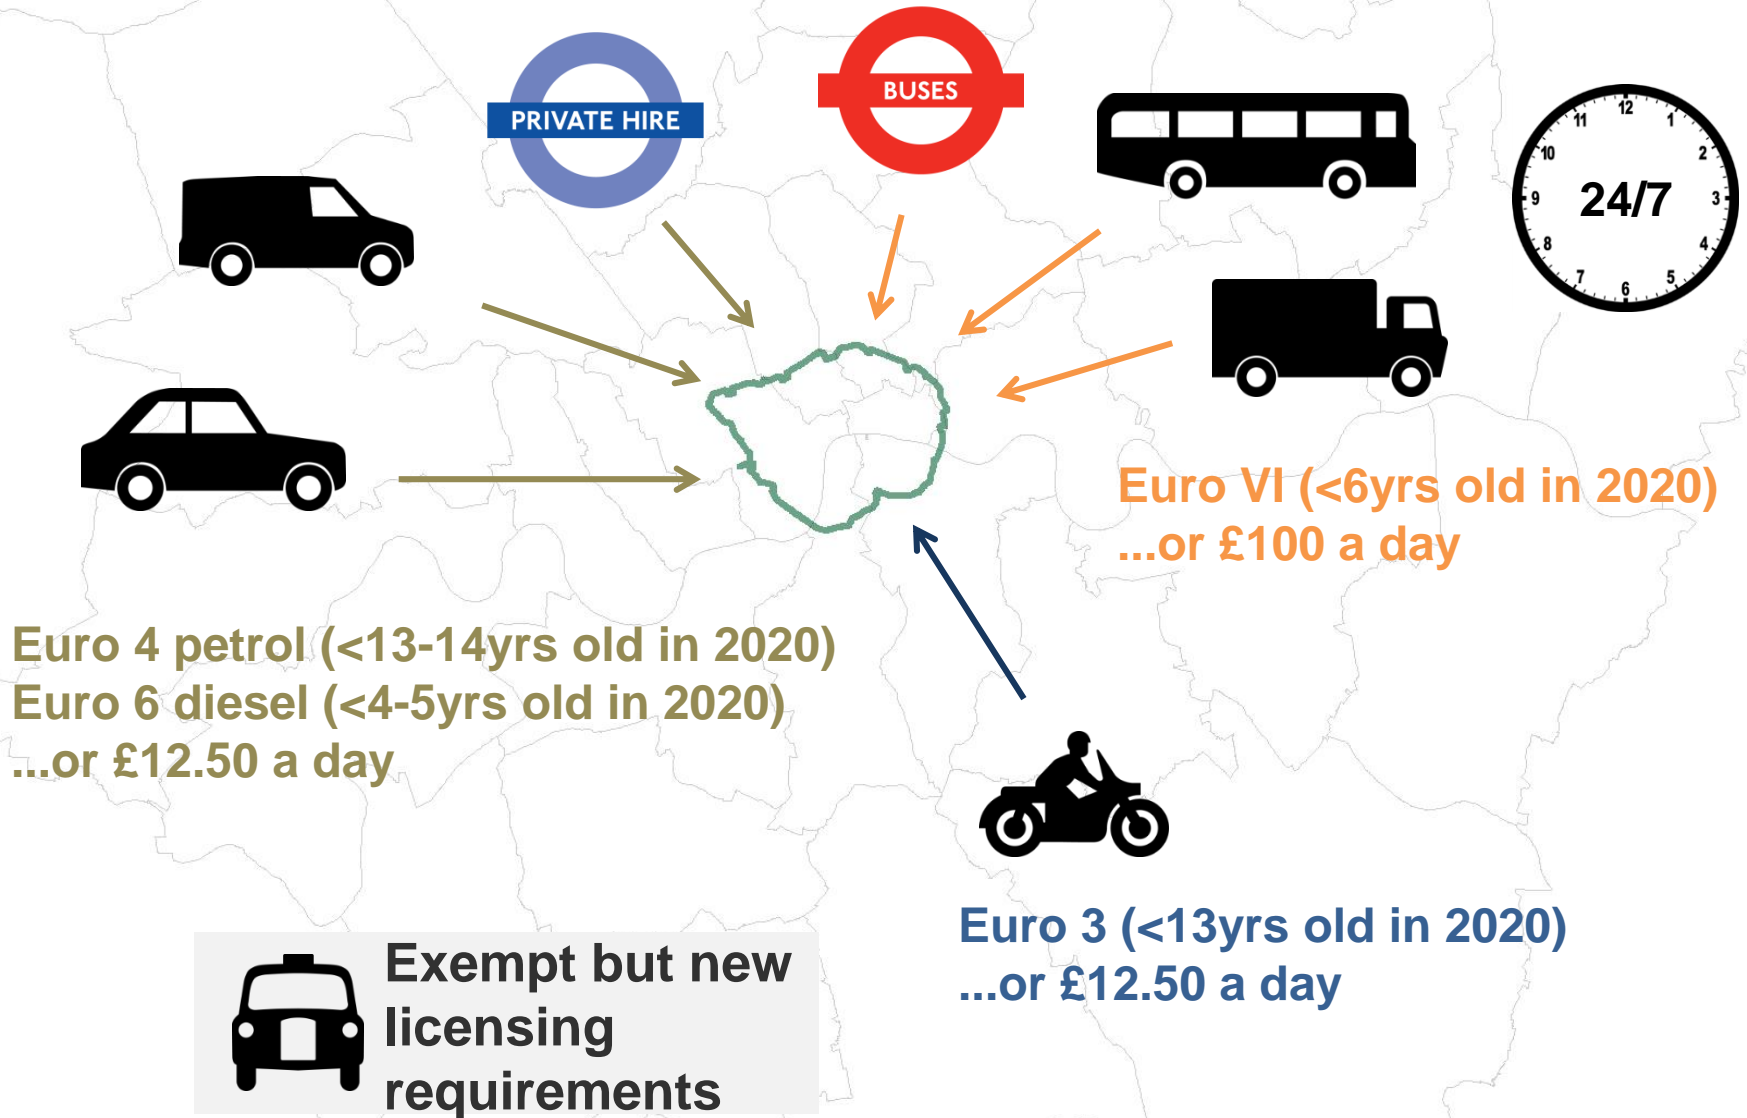 PRIVATE HIRE
BUSES
12
1
2
3
4
5
6
7
8
9
10
11
24/7
Euro VI (<6yrs old in 2020)
...or £100 a day
Euro 4 petrol (<13-14yrs old in 2020)
Euro 6 diesel (<4-5yrs old in 2020)
...or £12.50 a day
Euro 3 (<13yrs old in 2020)
...or £12.50 a day
Exempt but new
licensing
requirements